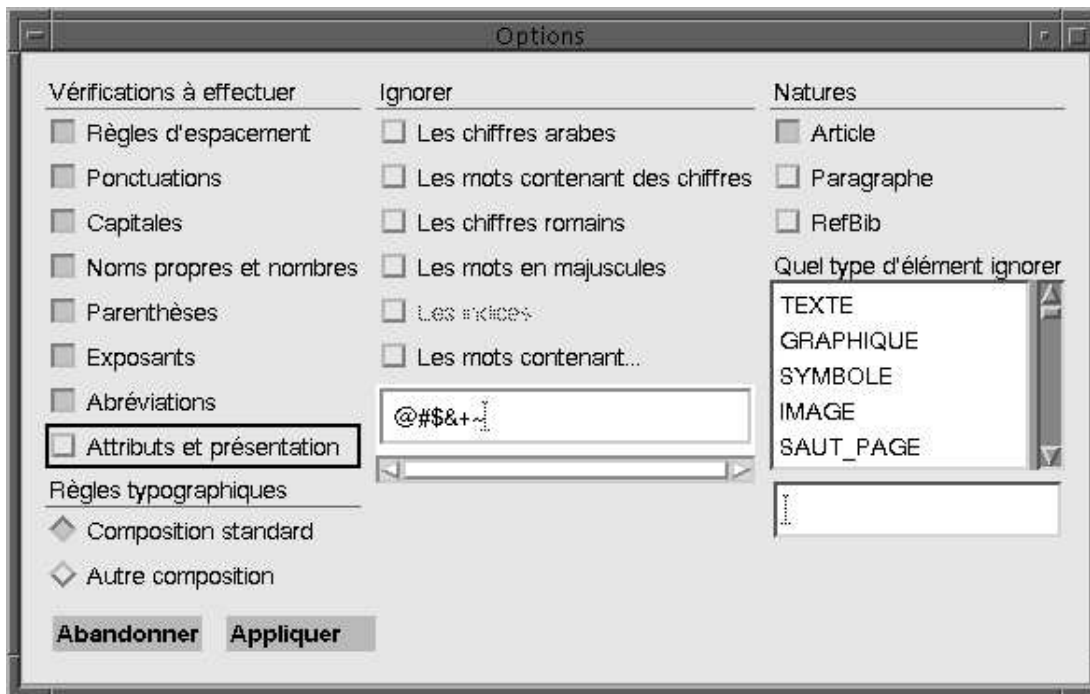 Options
Vérifications à effectuer
Règles d'espacement
Ponctuations
Capitales
Noms propres et nombres
Parenthèses
Exposants
Abréviations
Attributs et présentation
Règles typographiques
Composition standard
Autre composition
Abandonner Appliquer
Ignorer
Les chiffres arabes
Les mots contenant des chiffres
Les chiffres romains
Les mots en majuscules
Les indices
Les mots contenant...
@#$&+~
Natures
Article
Paragraphe
RefBib
Quel type d'élément ignorer
TEXTE
GRAPHIQUE
SYMBOLE
IMAGE
SAUT_PAGE